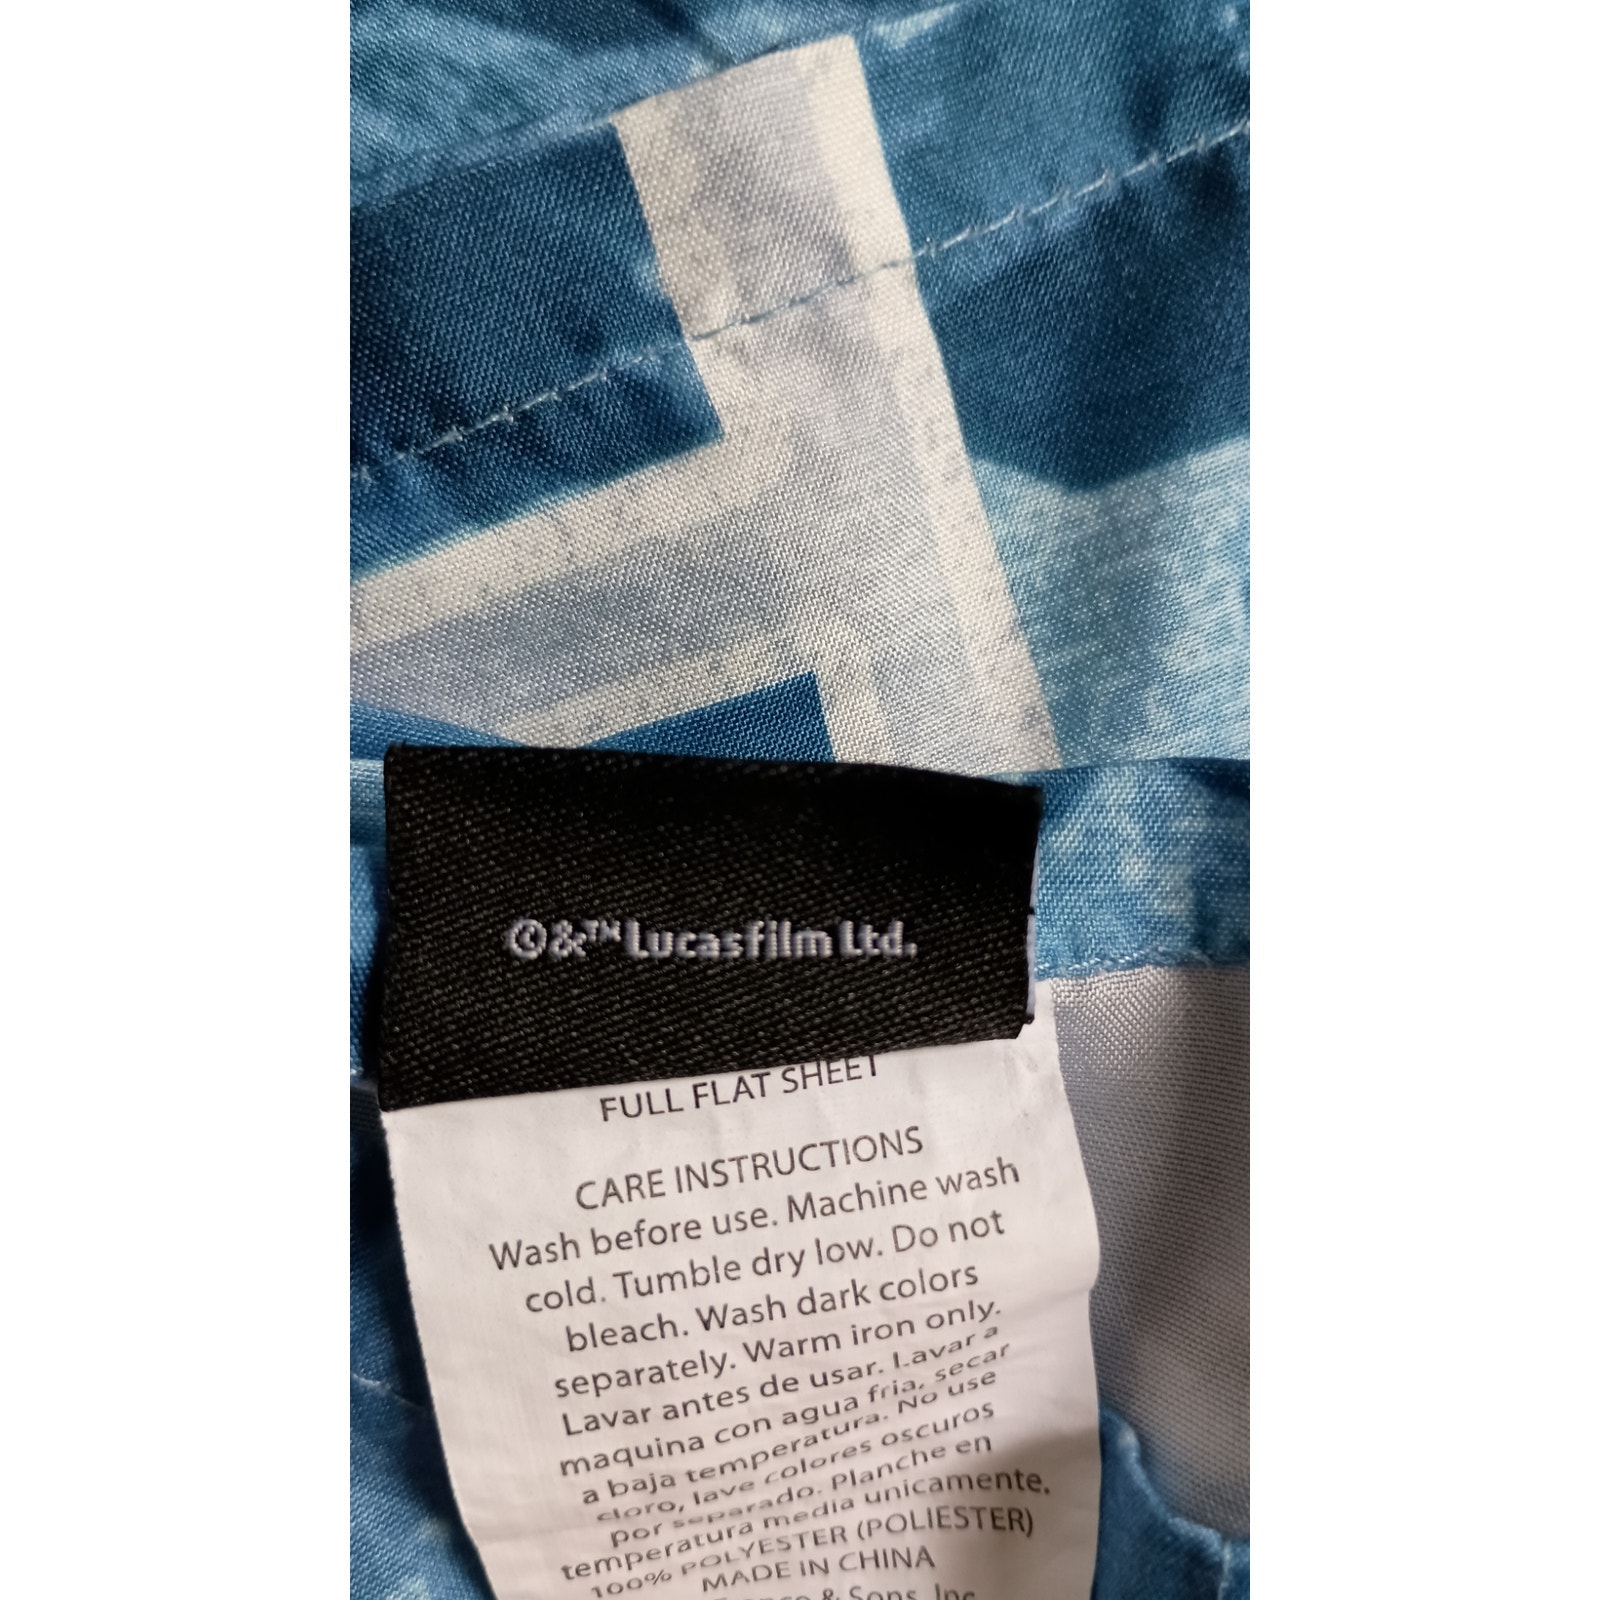 ©&™ Lucasfilm Ltd.
FULL FLAT SHEET
CARE INSTRUCTIONS
Wash before use. Machine wash
cold. Tumble dry low. Do not
bleach. Wash dark colors
separately. Warm iron only.
Lavar antes de usar. Lavar a
maquina con agua fria, secar
a baja temperatura. No use
cloro, lave colores oscuros
por separado. Planche en
temperatura media unicamente.
100% POLYESTER (POLIESTER)
MADE IN CHINA
& Sons, Inc.